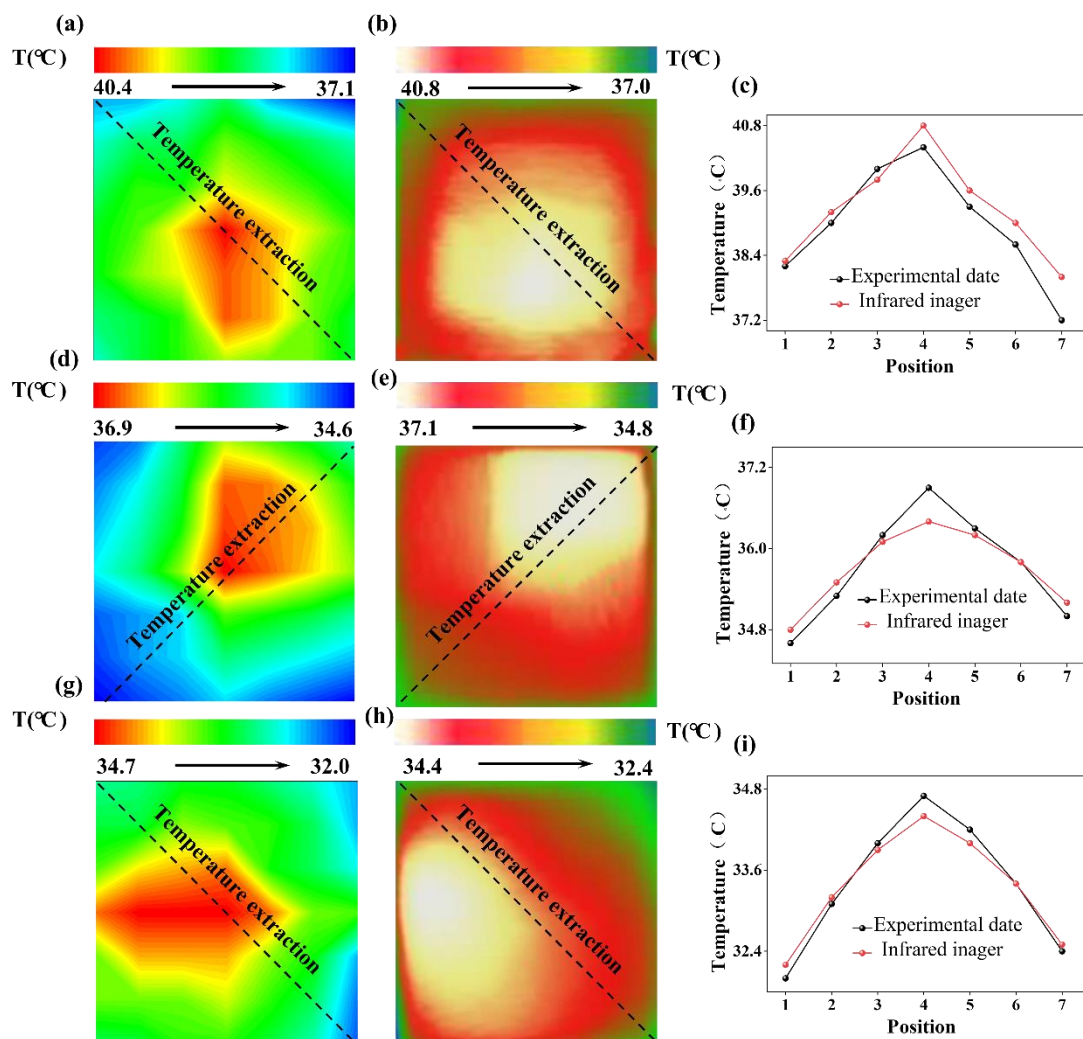 (a)
T(℃)
40.4
37.1
Temperature extraction
(b)
T(℃)
40.8
37.0
Temperature extraction
(c)
Temperature（℃）
40.8
39.6
38.4
37.2
Experimental date
Infrared inager
1 2 3 4 5 6 7
Position
(d)
T(℃)
36.9
34.6
Temperature extraction
(e)
T(℃)
37.1
34.8
Temperature extraction
(f)
Temperature（℃）
37.2
36.0
34.8
Experimental date
Infrared inager
1 2 3 4 5 6 7
Position
(g)
T(℃)
34.7
32.0
Temperature extraction
(h)
T(℃)
34.4
32.4
Temperature extraction
(i)
Temperature（℃）
34.8
33.6
32.4
Experimental date
Infrared inager
1 2 3 4 5 6 7
Position